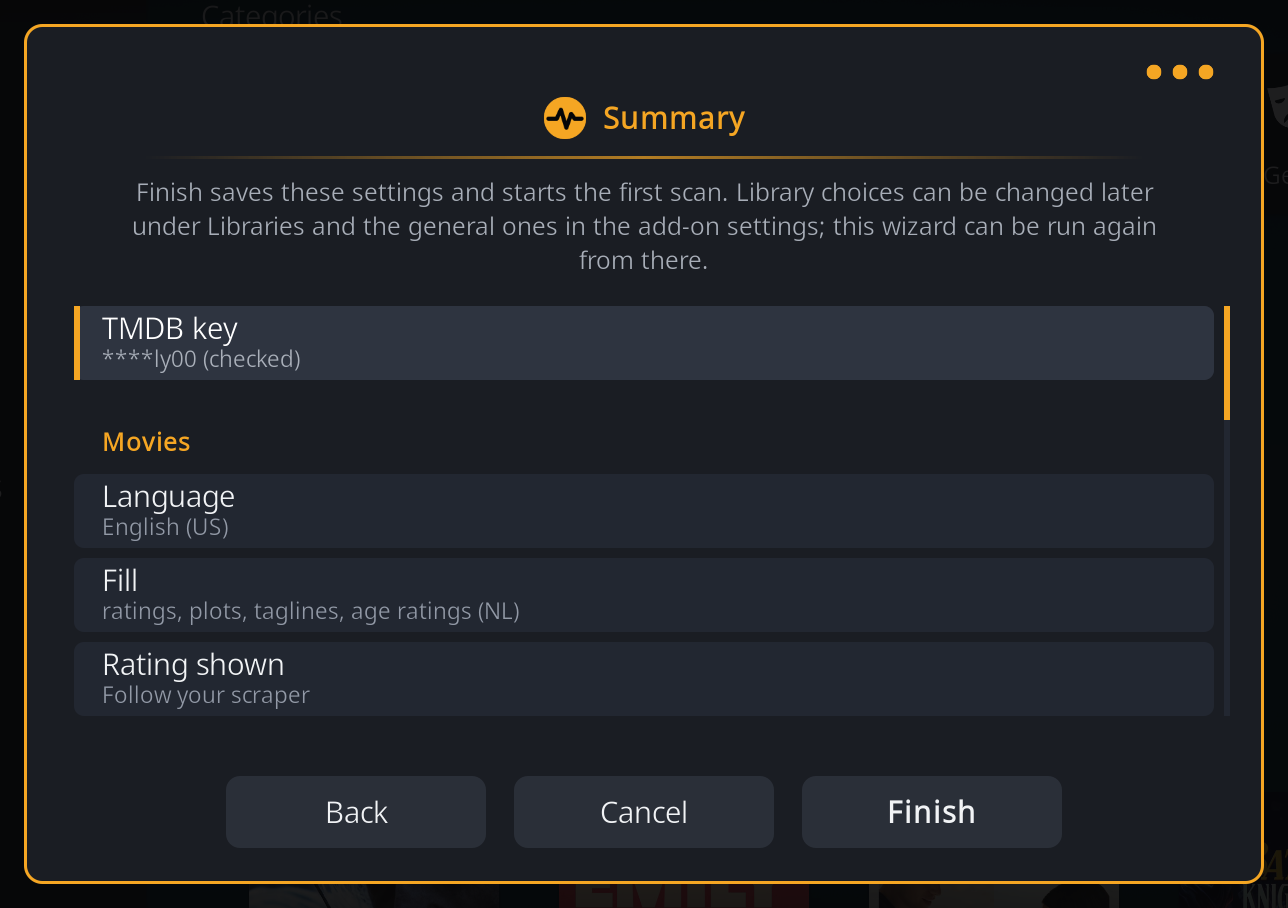 Categories
Summary
Finish saves these settings and starts the first scan. Library choices can be changed later
under Libraries and the general ones in the add-on settings; this wizard can be run again
from there.
TMDB key
****ly00 (checked)
Movies
Language
English (US)
Fill
ratings, plots, taglines, age ratings (NL)
Rating shown
Follow your scraper
Back
Cancel
Finish